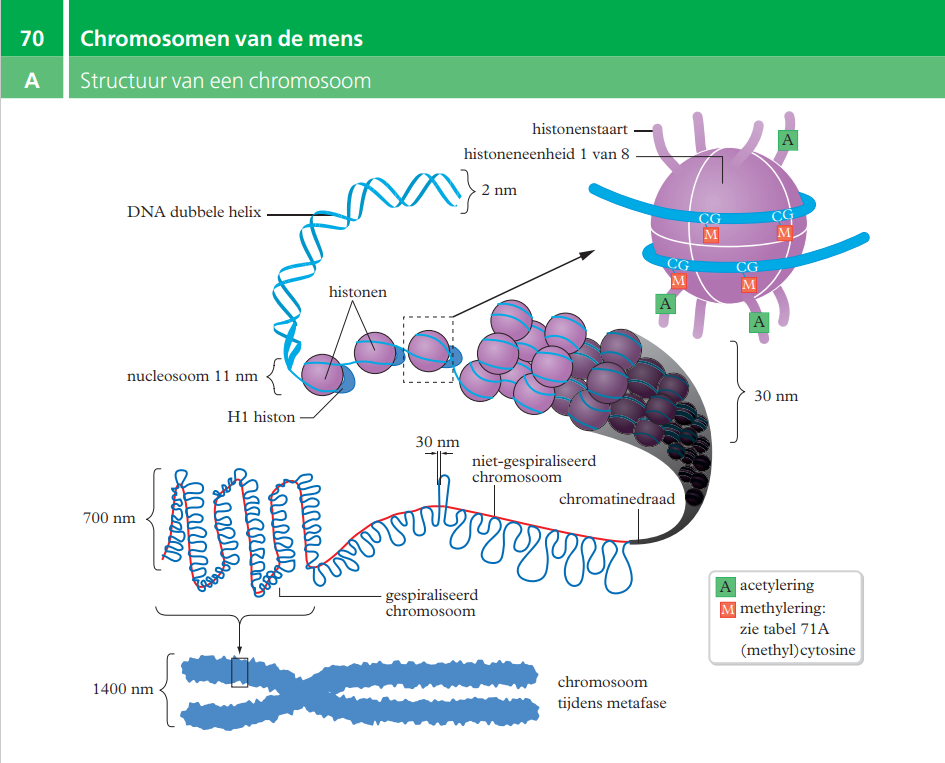 70 Chromosomen van de mens
A Structuur van een chromosoom
histonenstaart
A
histoneneenheid 1 van 8
2 nm
DNA dubbele helix
CG CG
M M
CG CG
M M
A
A
histonen
nucleosoom 11 nm
H1 histon
30 nm
30 nm
niet-gespiraliseerd
chromosoom
chromatinedraad
700 nm
gespiraliseerd
chromosoom
A acetylering
M methylering:
zie tabel 71A
(methyl)cytosine
1400 nm
chromosoom
tijdens metafase